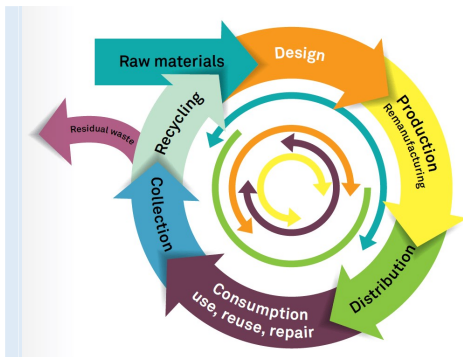 Raw materials
Design
Production
Remanufacturing
Distribution
Consumption
use, reuse, repair
Collection
Recycling
Residual waste